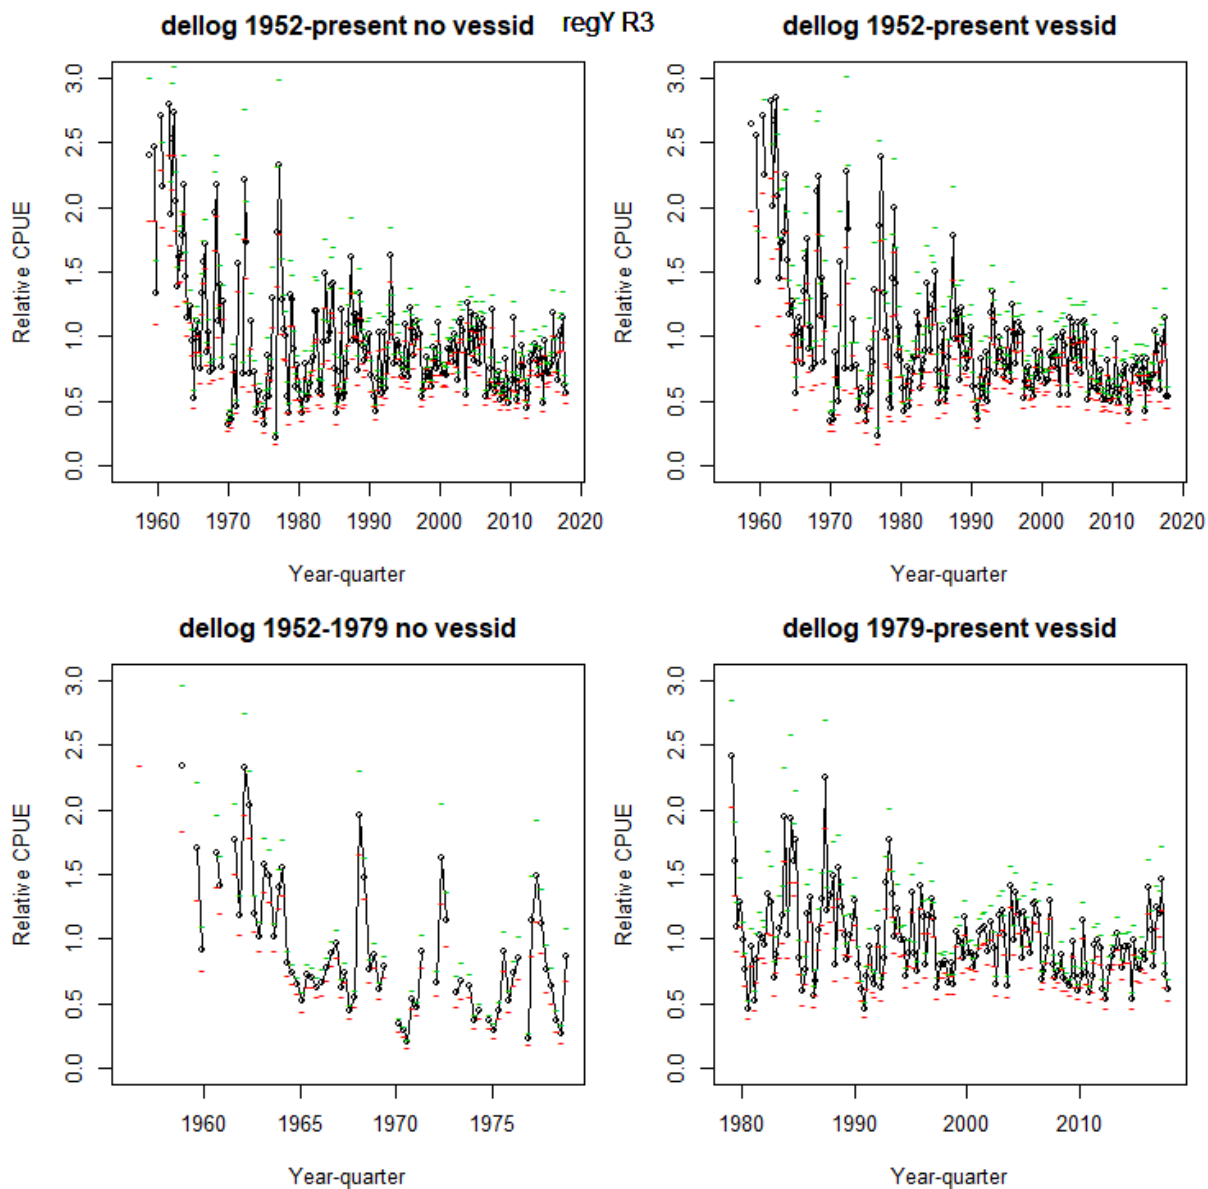 dellog 1952-present no vessid
regY R3
dellog 1952-present vessid
Relative CPUE
0.0 0.5 1.0 1.5 2.0 2.5 3.0
1960 1970 1980 1990 2000 2010 2020
Year-quarter
Relative CPUE
0.0 0.5 1.0 1.5 2.0 2.5 3.0
1960 1970 1980 1990 2000 2010 2020
Year-quarter
dellog 1952-1979 no vessid
dellog 1979-present vessid
Relative CPUE
0.0 0.5 1.0 1.5 2.0 2.5 3.0
1960 1965 1970 1975
Year-quarter
Relative CPUE
0.0 0.5 1.0 1.5 2.0 2.5 3.0
1980 1990 2000 2010
Year-quarter